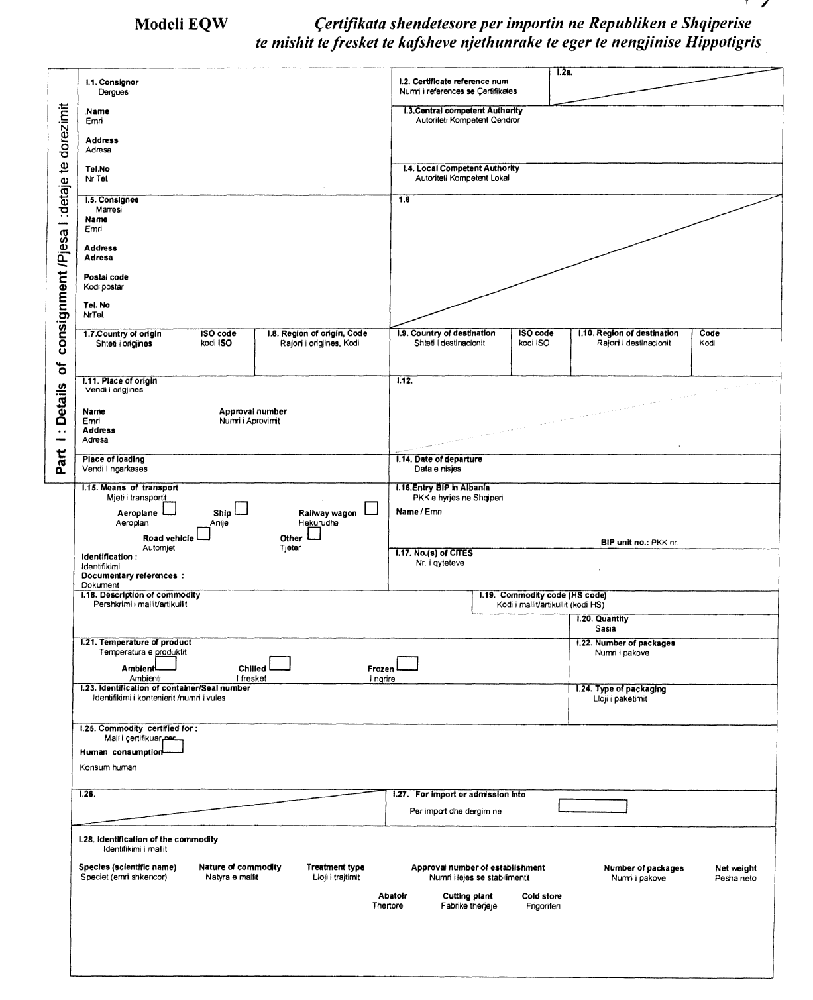 Modeli EQW
Çertifikata shendetesore per importin ne Republiken e Shqiperise
te mishit te fresket te kafsheve njethunrake te eger te nengjinise Hippotigris
Part I : Details of consignment /Pjesa I :detaje te dorezimit
I.1. Consignor
Derguesi
Name
Emri
Address
Adresa
Tel.No
Nr Tel.
I.2. Certificate reference num
Numri i references se Çertifikates
I.2a.
I.3.Central competent Authority
Autoriteti Kompetent Qendror
I.4. Local Competent Authority
Autoriteti Kompetent Lokal
I.5. Consignee
Marresi
Name
Emri
Address
Adresa
Postal code
Kodi postar
Tel. No
NrTel.
1.6
1.7.Country of origin
Shteti i origjines
ISO code
kodi ISO
I.8. Region of origin, Code
Rajoni i origjines, Kodi
I.9. Country of destination
Shteti i destinacionit
ISO code
kodi ISO
I.10. Region of destination
Rajoni i destinacionit
Code
Kodi
I.11. Place of origin
Vendi i origjines
Name
Emri
Address
Adresa
Approval number
Numri i Aprovimit
I.12.
Place of loading
Vendi I ngarkeses
I.14. Date of departure
Data e nisjes
I.15. Means of transport
Mjeti i transportit
Aeroplane
Aeroplan
Ship
Anije
Railway wagon
Hekurudhe
Road vehicle
Automjet
Other
Tjeter
Identification :
Identifikimi
Documentary references :
Dokument
I.16.Entry BIP in Albania
PKK e hyrjes ne Shqiperi
Name / Emri
BIP unit no.: PKK nr.:
I.17. No.(s) of CITES
Nr. i qyteteve
I.18. Description of commodity
Pershkrimi i mallit/artikullit
I.19. Commodity code (HS code)
Kodi i mallit/artikullit (kodi HS)
I.20. Quantity
Sasia
I.21. Temperature of product
Temperatura e produktit
Ambient
Ambienti
Chilled
I fresket
Frozen
I ngrire
I.22. Number of packages
Numri i pakove
I.23. Identification of container/Seal number
Identifikimi i kontenierit /numri i vules
I.24. Type of packaging
Lloji i paketimit
I.25. Commodity certified for :
Mall i çertifikuar per
Human consumption
Konsum human
I.26.
I.27. For import or admission into
Per import dhe dergim ne
I.28. Identification of the commodity
Identifikimi i mallit
Species (scientific name) Nature of commodity Treatment type Approval number of establishment Number of packages Net weight
Speciet (emri shkencor) Natyra e mallit Lloji i trajtimit Numri i lejes se stabilimentit Numri i pakove Pesha neto
Abatoir Cutting plant Cold store
Thertore Fabrike therjeje Frigoriferi